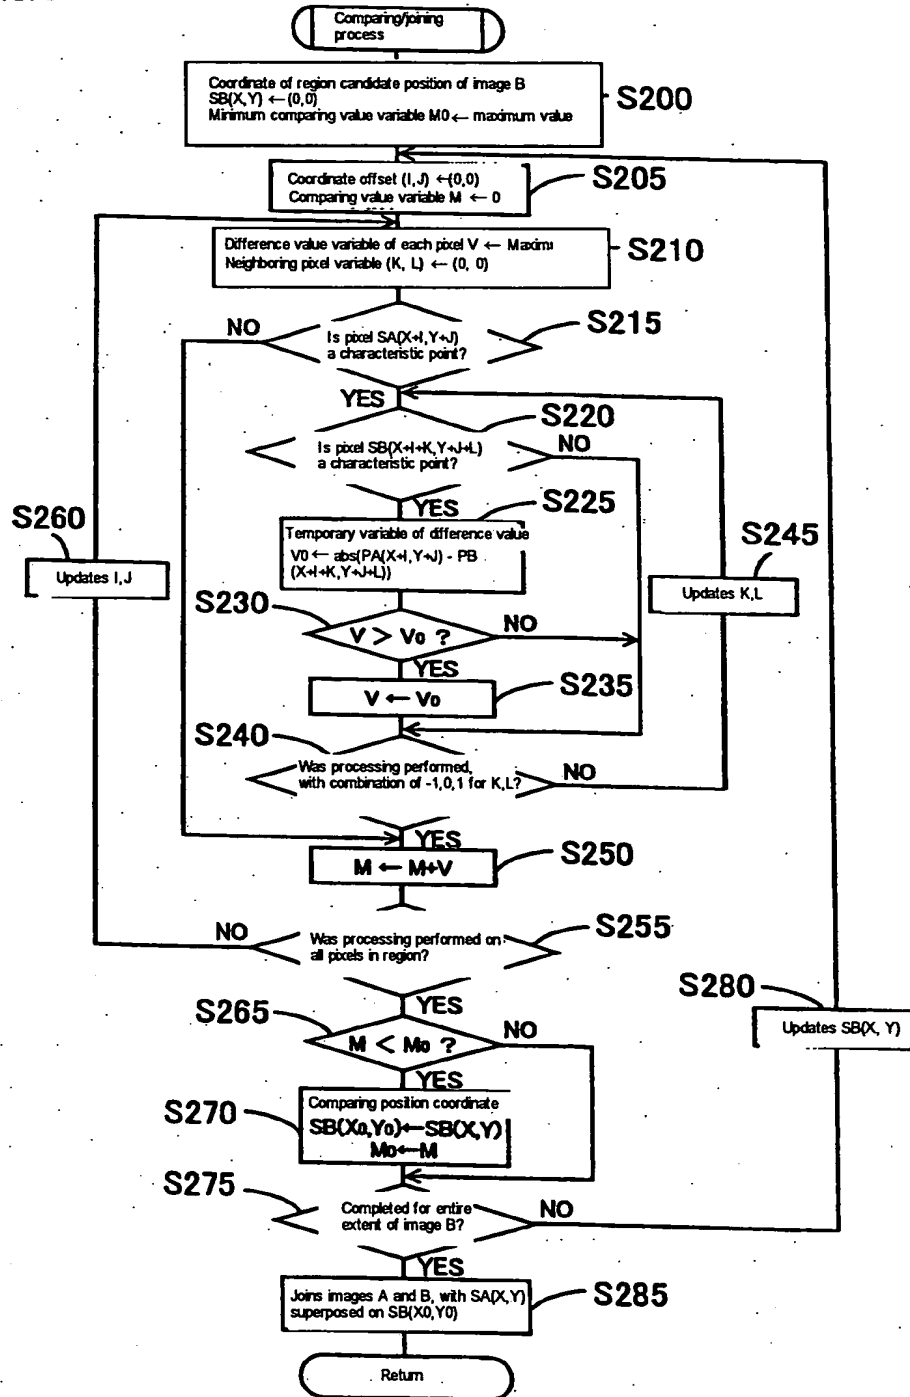 Comparing/joining
process
Coordinate of region candidate position of image B
SB(X,Y) ←(0,0)
Minimum comparing value variable M0← maximum value
S200
Coordinate offset (I,J) ←(0,0)
Comparing value variable M ← 0
S205
Difference value variable of each pixel V ← Maximu
Neighboring pixel variable (K, L) ← (0, 0)
S210
NO
Is pixel SA(X+I,Y+J)
a characteristic point?
S215
YES
S220
Is pixel SB(X+I+K,Y+J+L)
a characteristic point?
NO
YES
S225
Temporary variable of difference value
V0 ← abs(PA(X+I,Y+J) - PB
(X+I+K,Y+J+L))
S260
Updates I,J
S245
Updates K,L
S230
V > V0 ?
NO
YES
S235
V ← V0
S240
Was processing performed,
with combination of -1,0,1 for K,L?
NO
YES
M ← M+V
S250
NO
Was processing performed on
all pixels in region?
S255
YES
S265
M < M0 ?
NO
YES
S280
Updates SB(X, Y)
S270
Comparing position coordinate
SB(X0,Y0)←SB(X,Y)
M0←M
S275
Completed for entire
extent of image B?
NO
YES
Joins images A and B, with SA(X,Y)
superposed on SB(X0,Y0)
S285
Return